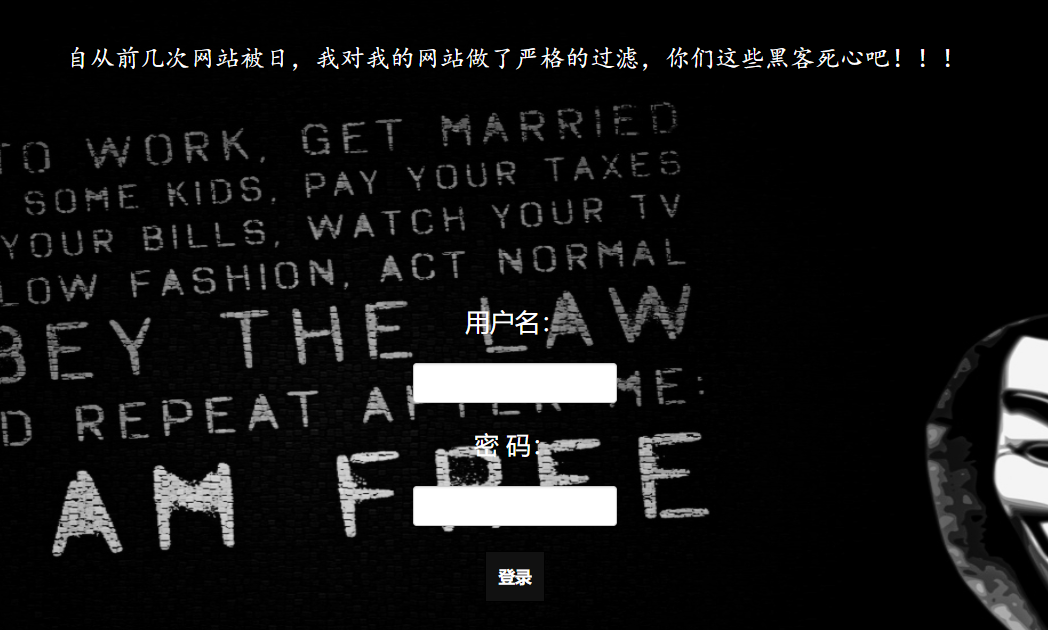 自从前几次网站被日，我对我的网站做了严格的过滤，你们这些黑客死心吧！！！
TO WORK, GET MARRIED
SOME KIDS, PAY YOUR TAXES
YOUR BILLS, WATCH YOUR TV
LOW FASHION, ACT NORMAL
BEY THE LAW
用户名：
D REPEAT AFTER ME:
密 码：
AM FREE
登录